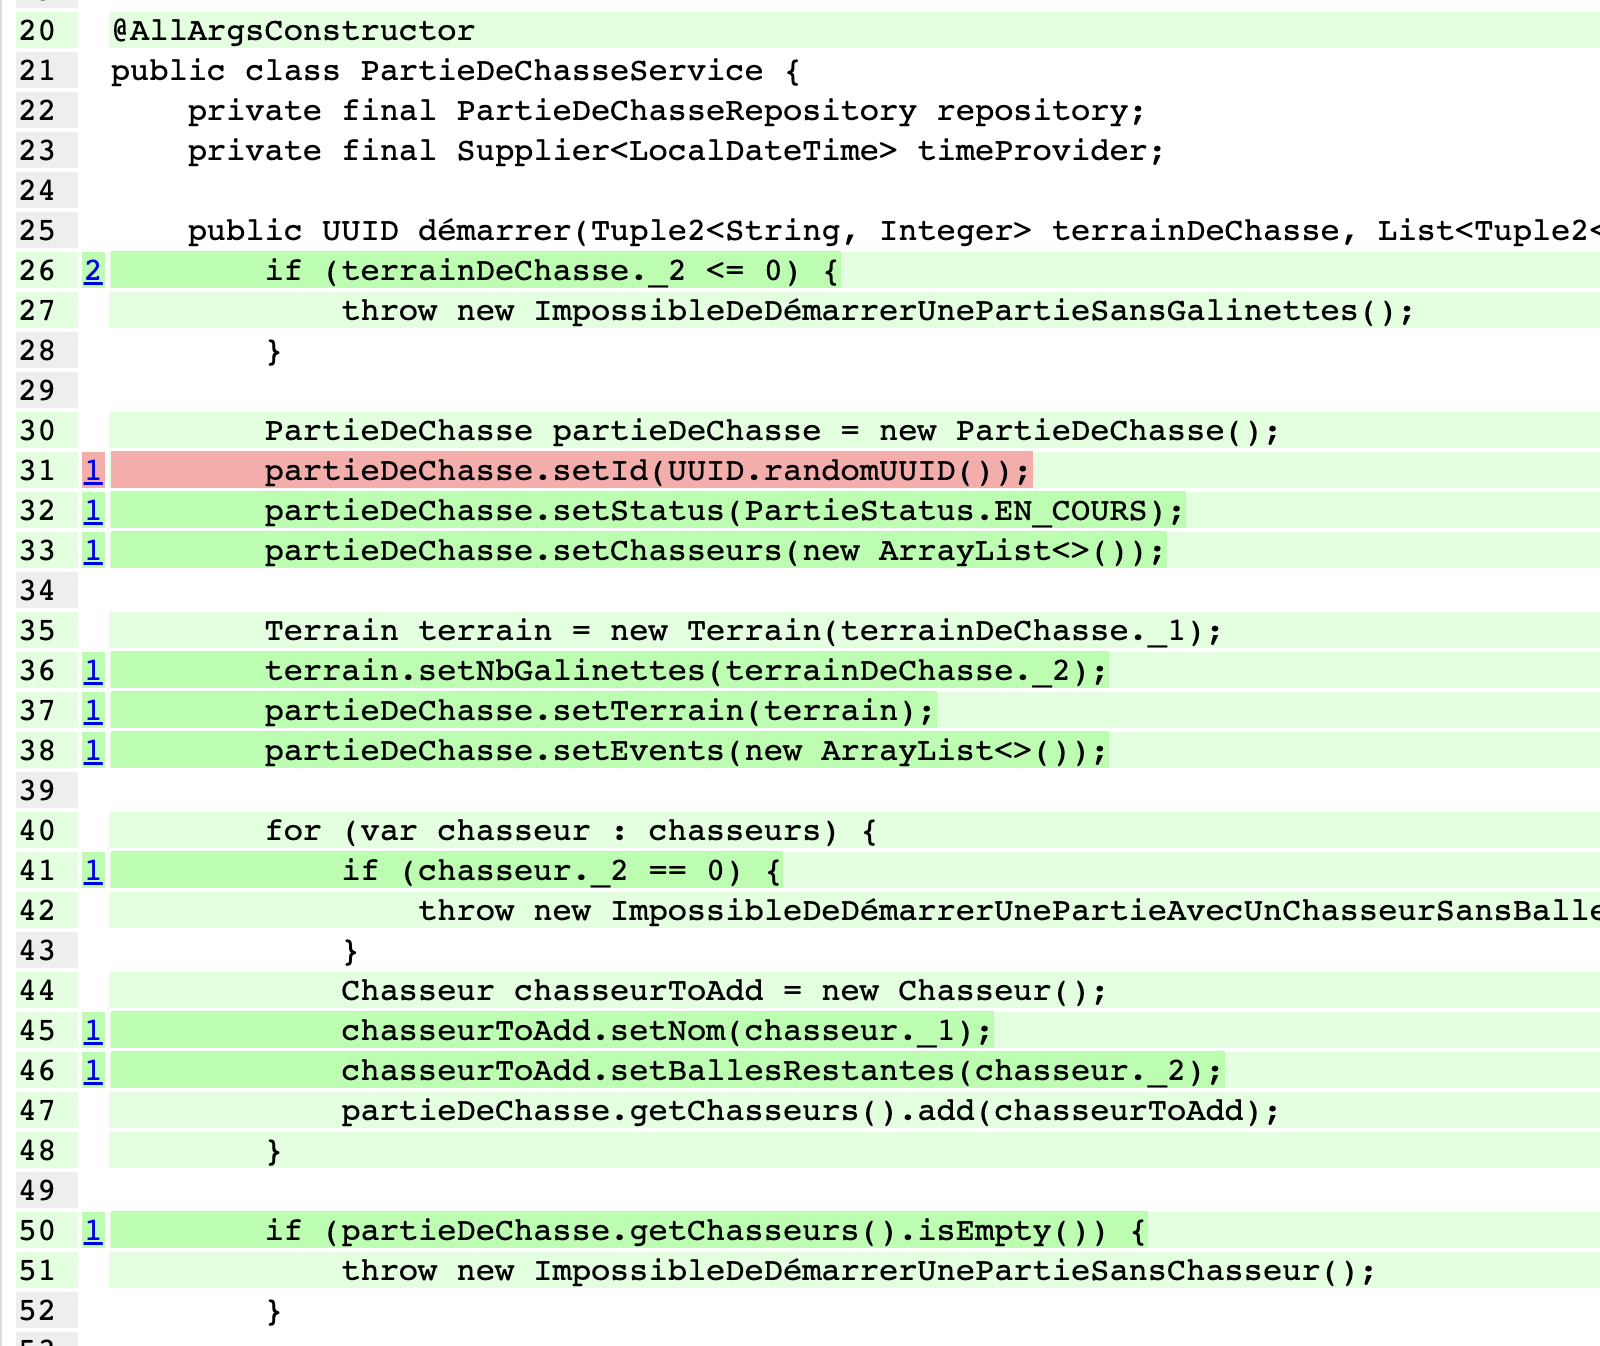 20 @AllArgsConstructor
21 public class PartieDeChasseService {
22 private final PartieDeChasseRepository repository;
23 private final Supplier<LocalDateTime> timeProvider;
24
25 public UUID démarrer(Tuple2<String, Integer> terrainDeChasse, List<Tuple2<
26 2 if (terrainDeChasse._2 <= 0) {
27 throw new ImpossibleDeDémarrerUnePartieSansGalinettes();
28 }
29
30 PartieDeChasse partieDeChasse = new PartieDeChasse();
31 1 partieDeChasse.setId(UUID.randomUUID());
32 1 partieDeChasse.setStatus(PartieStatus.EN_COURS);
33 1 partieDeChasse.setChasseurs(new ArrayList<>());
34
35 Terrain terrain = new Terrain(terrainDeChasse._1);
36 1 terrain.setNbGalinettes(terrainDeChasse._2);
37 1 partieDeChasse.setTerrain(terrain);
38 1 partieDeChasse.setEvents(new ArrayList<>());
39
40 for (var chasseur : chasseurs) {
41 1 if (chasseur._2 == 0) {
42 throw new ImpossibleDeDémarrerUnePartieAvecUnChasseurSansBalle
43 }
44 Chasseur chasseurToAdd = new Chasseur();
45 1 chasseurToAdd.setNom(chasseur._1);
46 1 chasseurToAdd.setBallesRestantes(chasseur._2);
47 partieDeChasse.getChasseurs().add(chasseurToAdd);
48 }
49
50 1 if (partieDeChasse.getChasseurs().isEmpty()) {
51 throw new ImpossibleDeDémarrerUnePartieSansChasseur();
52 }